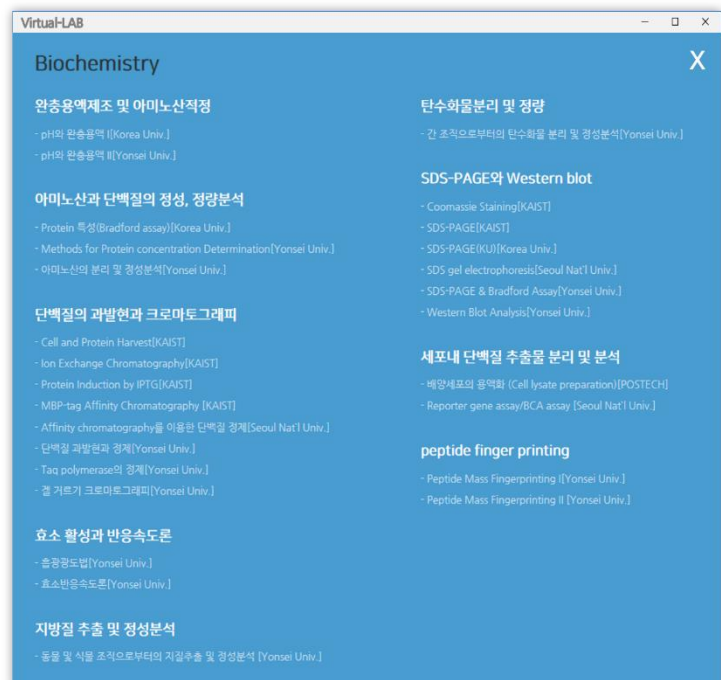 Virtual-LAB
Biochemistry
X
완충용액제조 및 아미노산적정
- pH와 완충용액 I[Korea Univ.]
- pH와 완충용액 II[Yonsei Univ.]
아미노산과 단백질의 정성, 정량분석
- Protein 특성(Bradford assay)[Korea Univ.]
- Methods for Protein concentration Determination[Yonsei Univ.]
- 아미노산의 분리 및 정성분석[Yonsei Univ.]
단백질의 과발현과 크로마토그래피
- Cell and Protein Harvest[KAIST]
- Ion Exchange Chromatography[KAIST]
- Protein Induction by IPTG[KAIST]
- MBP-tag Affinity Chromatography [KAIST]
- Affinity chromatography를 이용한 단백질 정제[Seoul Nat'l Univ.]
- 단백질 과발현과 정제[Yonsei Univ.]
- Taq polymerase의 정제[Yonsei Univ.]
- 겔 거르기 크로마토그래피[Yonsei Univ.]
효소 활성과 반응속도론
- 흡광광도법[Yonsei Univ.]
- 효소반응속도론[Yonsei Univ.]
지방질 추출 및 정성분석
- 동물 및 식물 조직으로부터의 지질추출 및 정성분석 [Yonsei Univ.]
탄수화물분리 및 정량
- 간 조직으로부터의 탄수화물 분리 및 정성분석[Yonsei Univ.]
SDS-PAGE와 Western blot
- Coomassie Staining[KAIST]
- SDS-PAGE[KAIST]
- SDS-PAGE(KU)[Korea Univ.]
- SDS gel electrophoresis[Seoul Nat'l Univ.]
- SDS-PAGE & Bradford Assay[Yonsei Univ.]
- Western Blot Analysis[Yonsei Univ.]
세포내 단백질 추출물 분리 및 분석
- 배양세포의 용액화 (Cell lysate preparation)[POSTECH]
- Reporter gene assay/BCA assay [Seoul Nat'l Univ.]
peptide finger printing
- Peptide Mass Fingerprinting I[Yonsei Univ.]
- Peptide Mass Fingerprinting II [Yonsei Univ.]